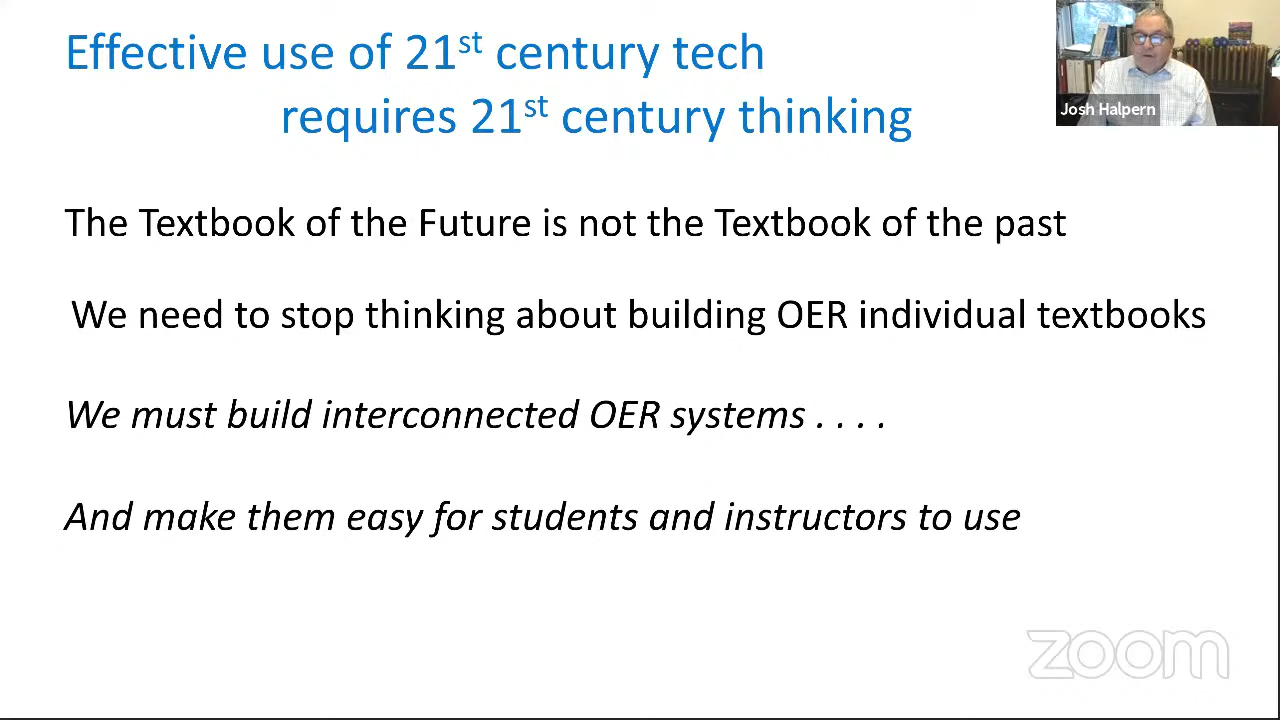 Effective use of 21st century tech
requires 21st century thinking
Josh Halpern
The Textbook of the Future is not the Textbook of the past
We need to stop thinking about building OER individual textbooks
We must build interconnected OER systems . . . .
And make them easy for students and instructors to use
zoom